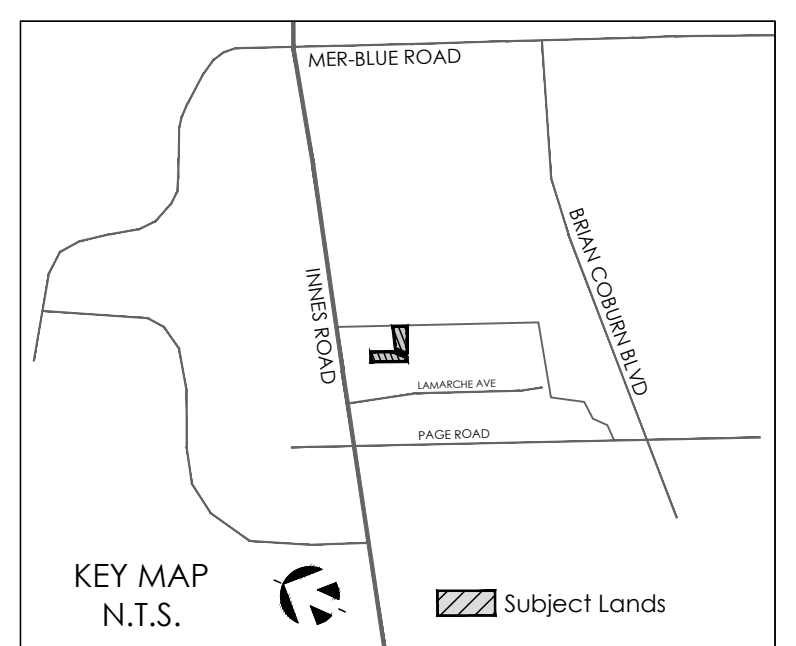 MER-BLUE ROAD
BRIAN COBURN BLVD
INNES ROAD
LAMARCHE AVE
PAGE ROAD
KEY MAP
N.T.S.
Subject Lands